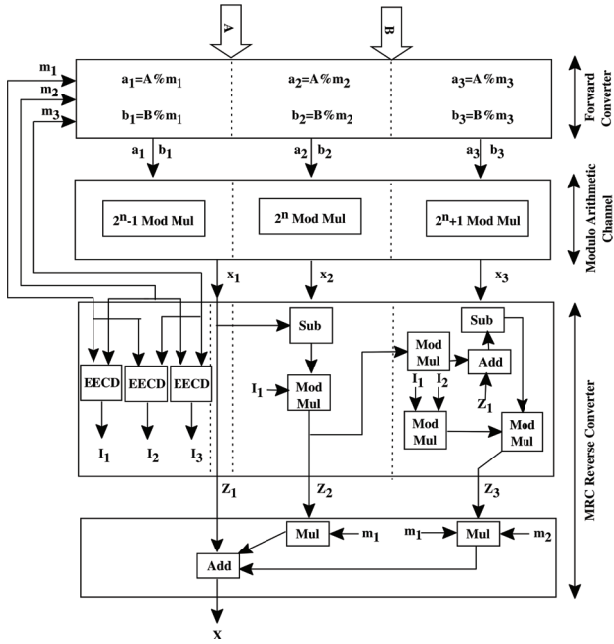 A
B
m1
m2
m3
a1=A%m1
a2=A%m2
a3=A%m3
b1=B%m1
b2=B%m2
b3=B%m3
Forward Converter
a1 b1
a2 b2
a3 b3
2^n-1 Mod Mul
2^n Mod Mul
2^n+1 Mod Mul
Modulo Arithmetic Channel
x1
x2
x3
Sub
Sub
Mod Mul
Add
EECD
EECD
EECD
I1
Mod Mul
I1
I2
Z1
Mod Mul
Mod Mul
I1
I2
I3
MRC Reverse Converter
Z1
Z2
Z3
Mul
m1
m1
Mul
m2
Add
X